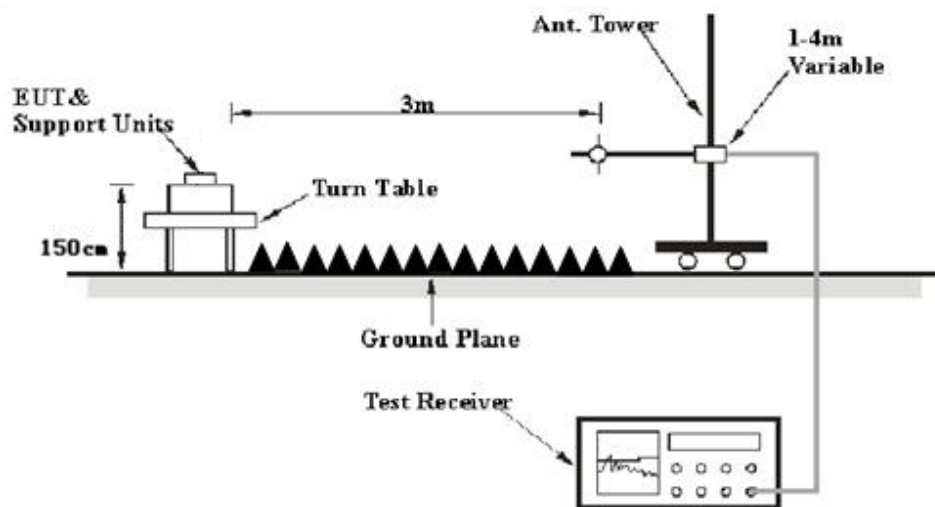 Ant. Tower
1-4m
Variable
EUT&
Support Units
3m
Turn Table
150cm
Ground Plane
Test Receiver